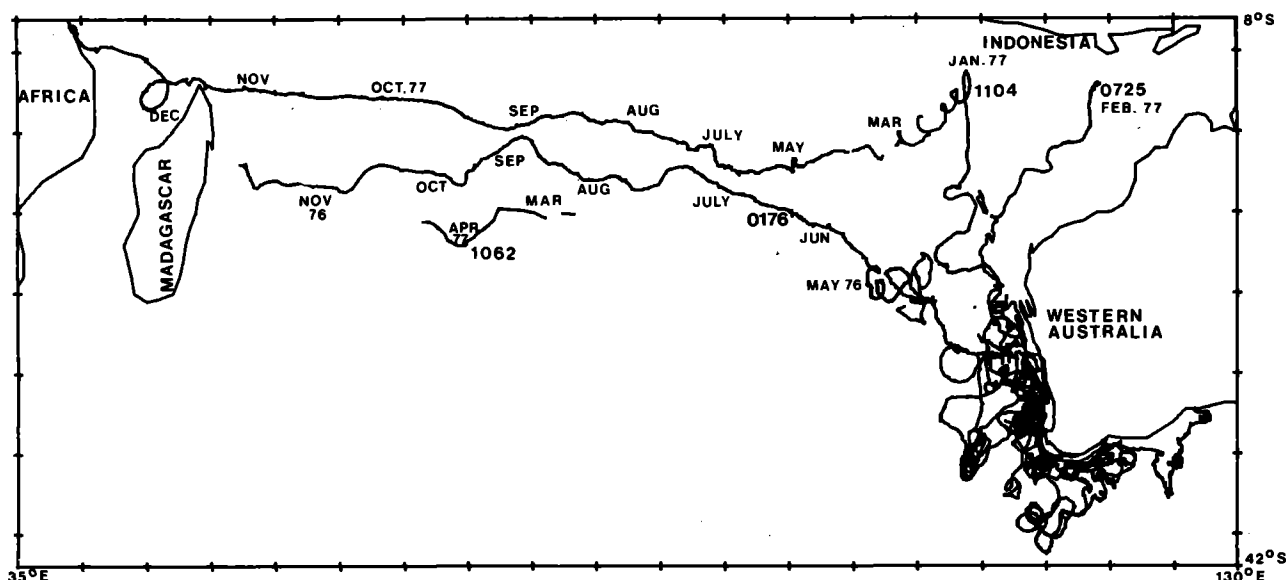 8°S
INDONESIA
JAN. 77
1104
0725
FEB. 77
AFRICA
NOV
OCT. 77
DEC
SEP
AUG
JULY
MAY
MAR
MADAGASCAR
NOV
76
OCT
SEP
AUG
JULY
0176
JUN
MAY 76
MAR
APR
77
1062
WESTERN
AUSTRALIA
35°E
42°S
130°E